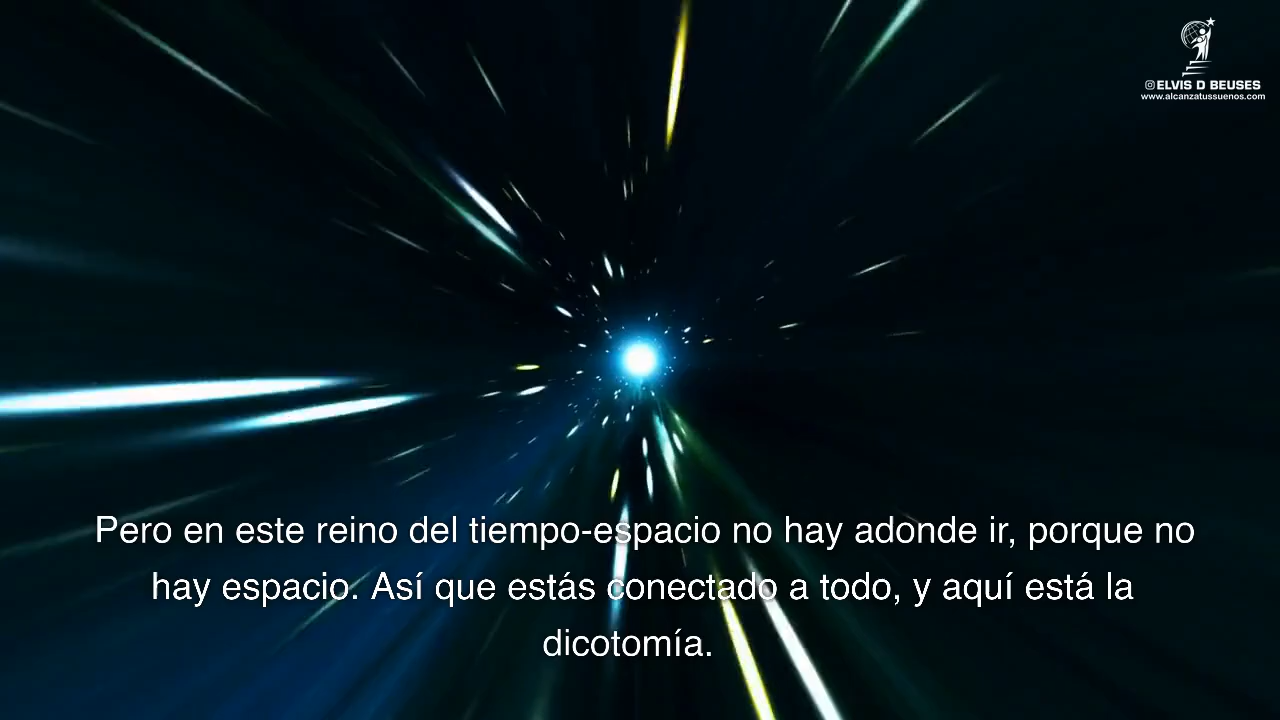 ELVIS D BEUSES
www.alcanzatussuenos.com
Pero en este reino del tiempo-espacio no hay adonde ir, porque no
hay espacio. Así que estás conectado a todo, y aquí está la
dicotomía.